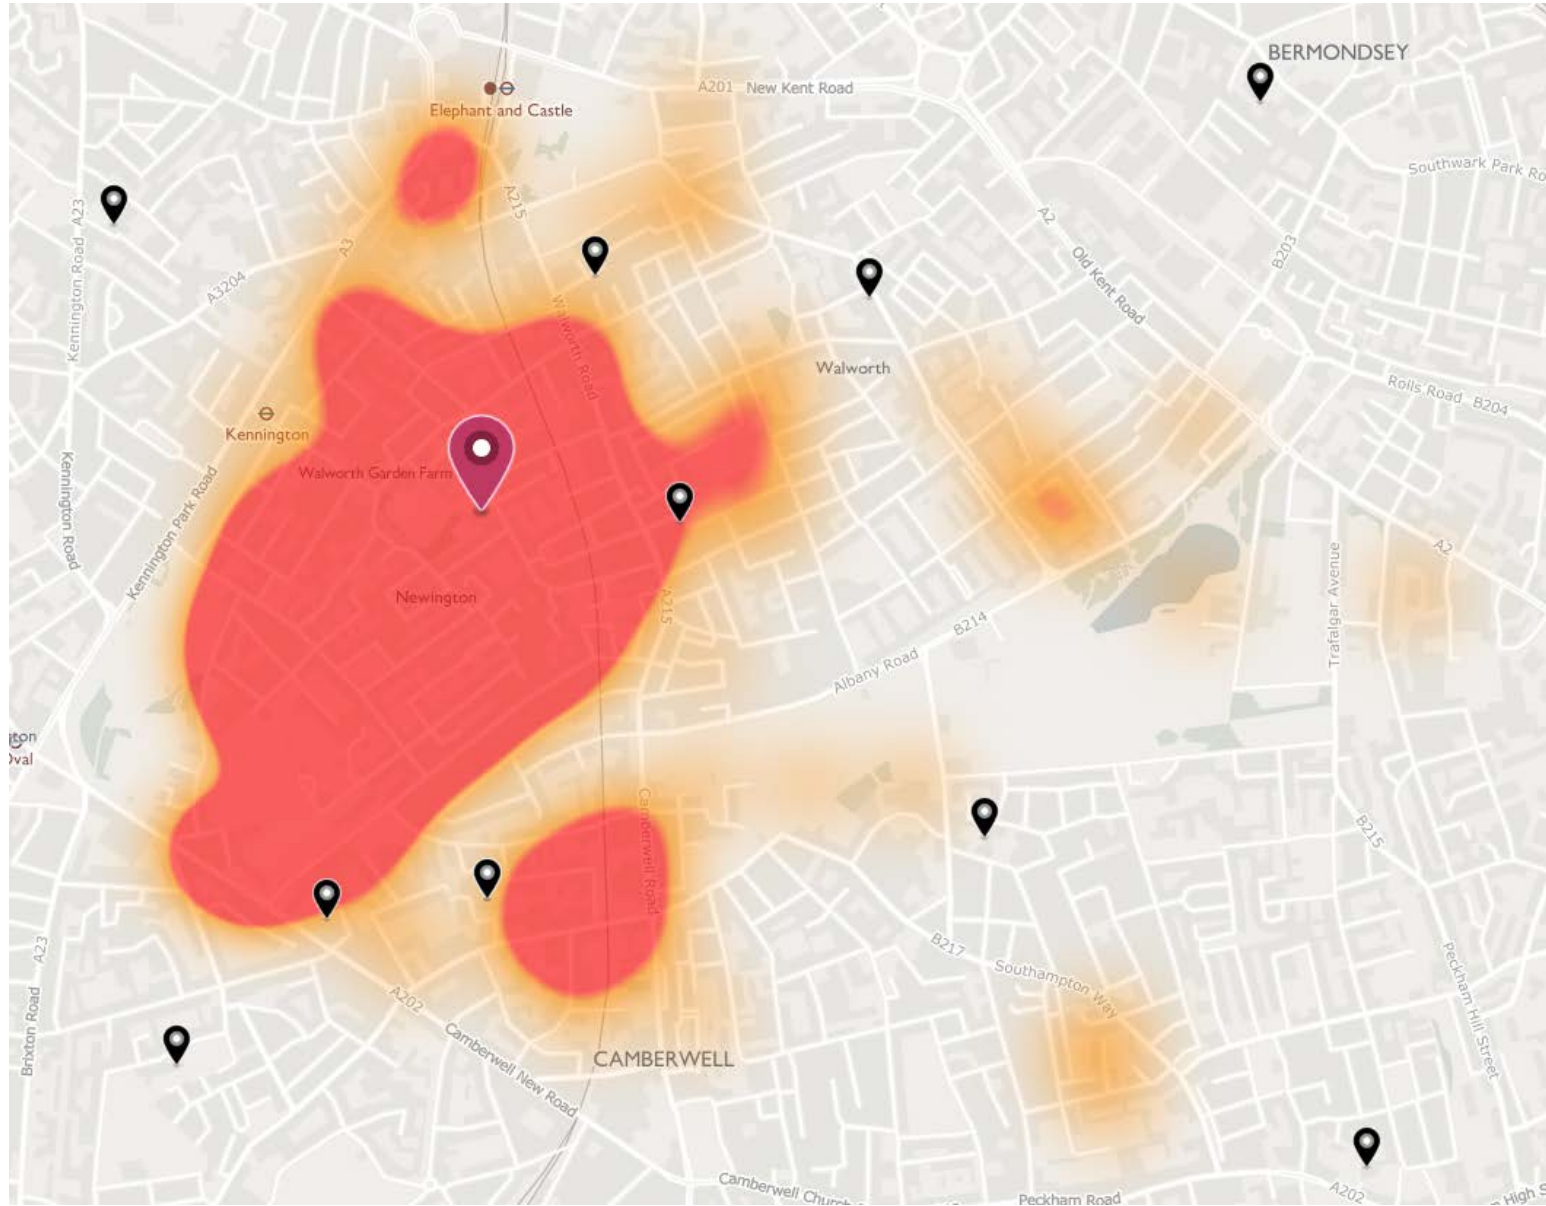 BERMONDSEY
A201 New Kent Road
Elephant and Castle
Southwark Park Ro
A23
A215
A2
A3
B203
Kennington Road
A3204
Old Kent Road
Walworth Road
Walworth
Rolls Road B204
Kennington
Walworth Garden Farm
Kennington Road
Kennington Park Road
A2
Newington
A215
B214
Trafalgar Avenue
Albany Road
gton
Oval
Camberwell Road
B215
A23
B217
Southampton Way
Peckham Hill Street
A202
Brixton Road
Camberwell New Road
CAMBERWELL
Camberwell Church
Peckham Road
A202
High S